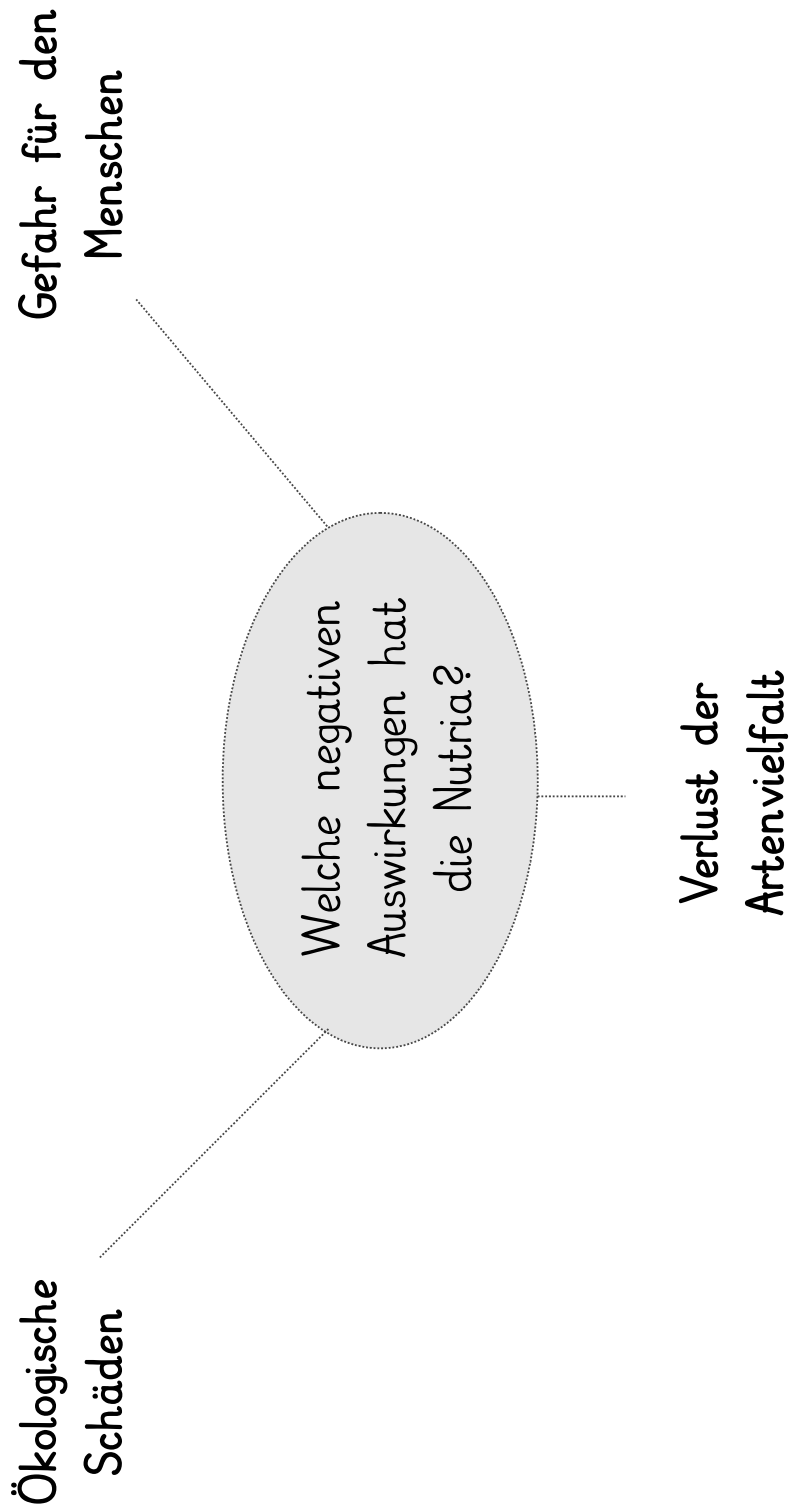 Ökologische
Schäden
Gefahr für den
Menschen
Welche negativen
Auswirkungen hat
die Nutria?
Verlust der
Artenvielfalt